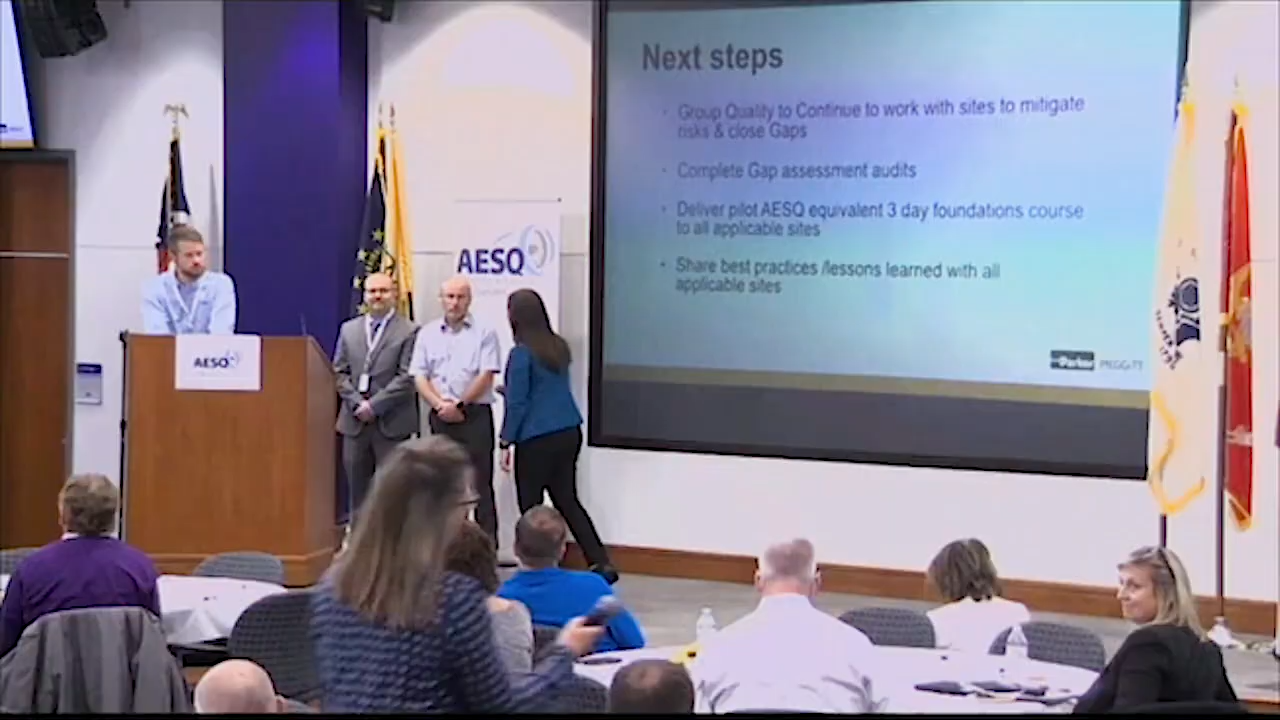 Next steps
· Group Quality to Continue to work with sites to mitigate
risks & close Gaps
· Complete Gap assessment audits
· Deliver pilot AESQ equivalent 3 day foundations course
to all applicable sites
· Share best practices /lessons learned with all
applicable sites
Parker
AESQ
AESQ